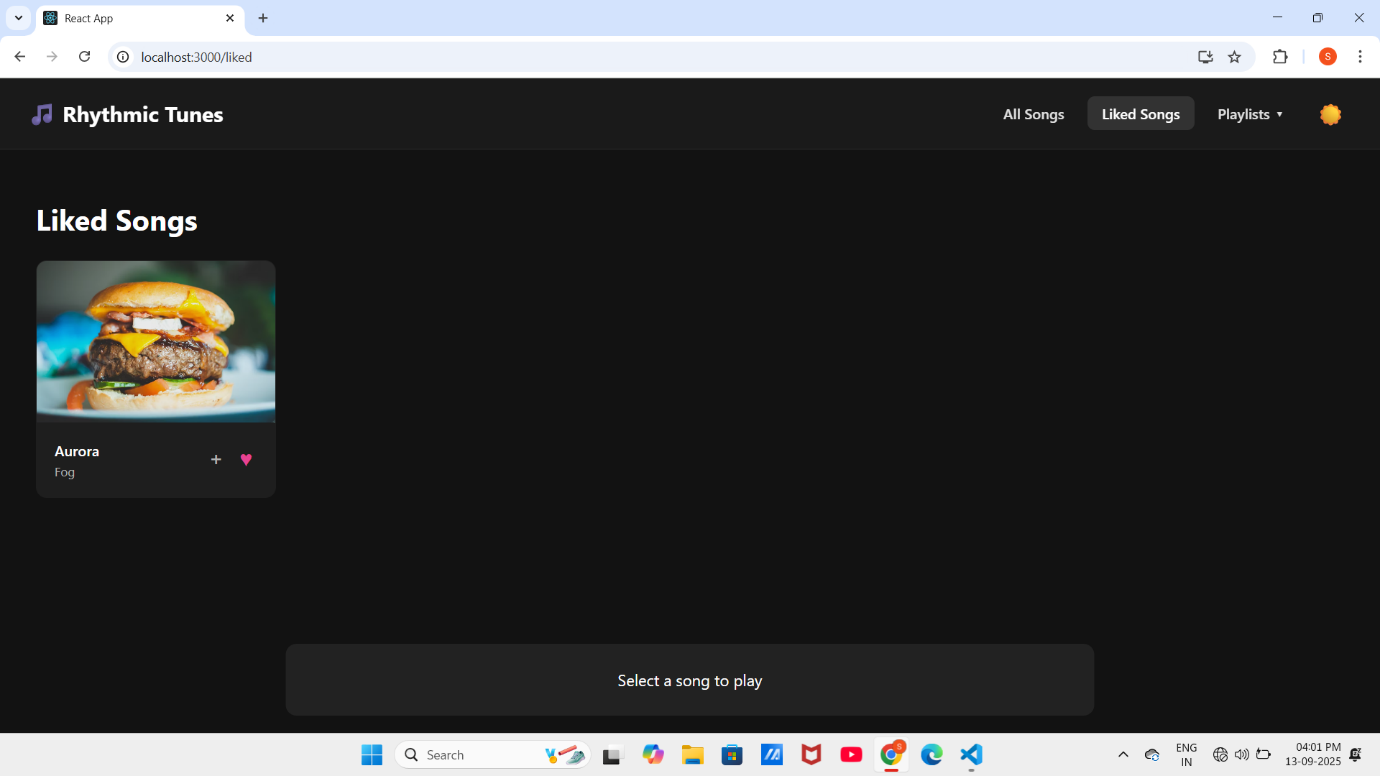 React App
localhost:3000/liked
S
Rhythmic Tunes
All Songs
Liked Songs
Playlists ▼
Liked Songs
Aurora
Fog
+ ♥
Select a song to play
Search
S
ENG
IN
04:01 PM
13-09-2025